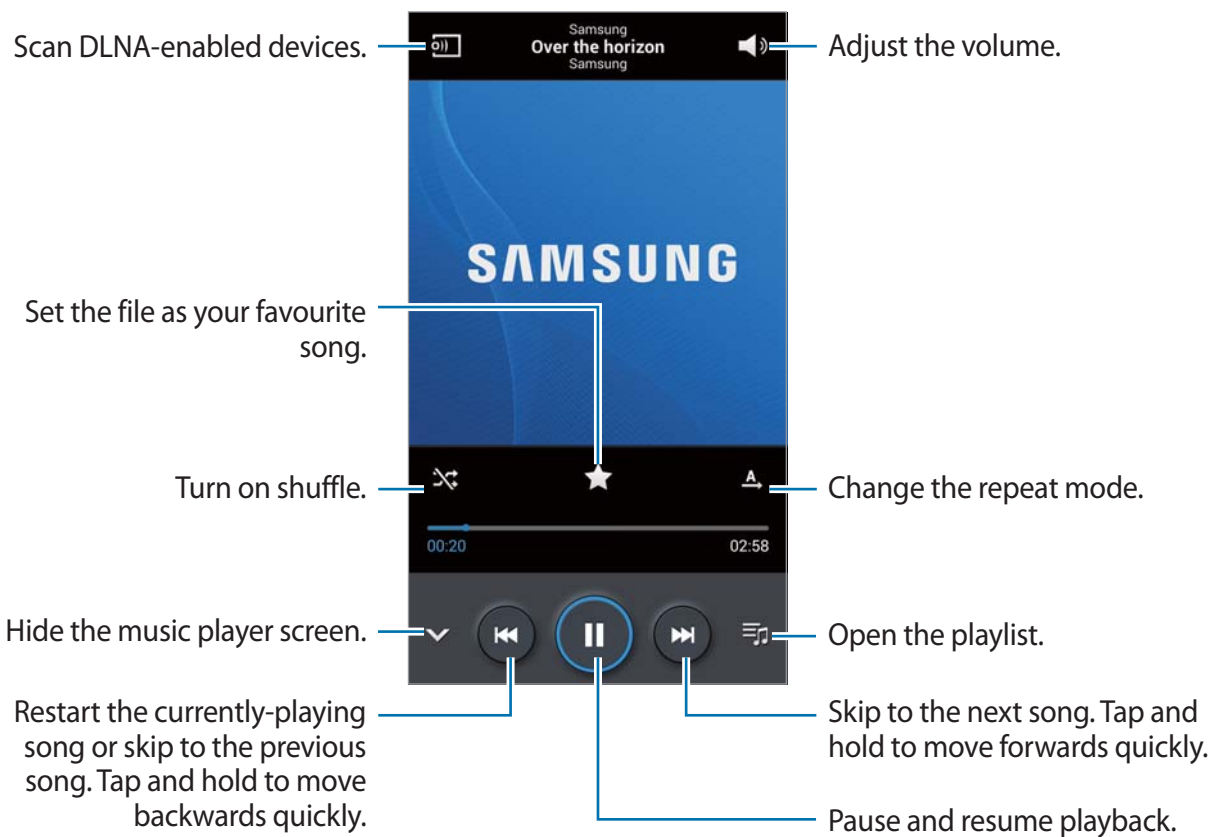 Scan DLNA-enabled devices.
Samsung
Over the horizon
Samsung
Adjust the volume.
SAMSUNG
Set the file as your favourite
song.
Turn on shuffle.
A
Change the repeat mode.
00:20
02:58
Hide the music player screen.
Open the playlist.
Restart the currently-playing
song or skip to the previous
song. Tap and hold to move
backwards quickly.
Skip to the next song. Tap and
hold to move forwards quickly.
Pause and resume playback.